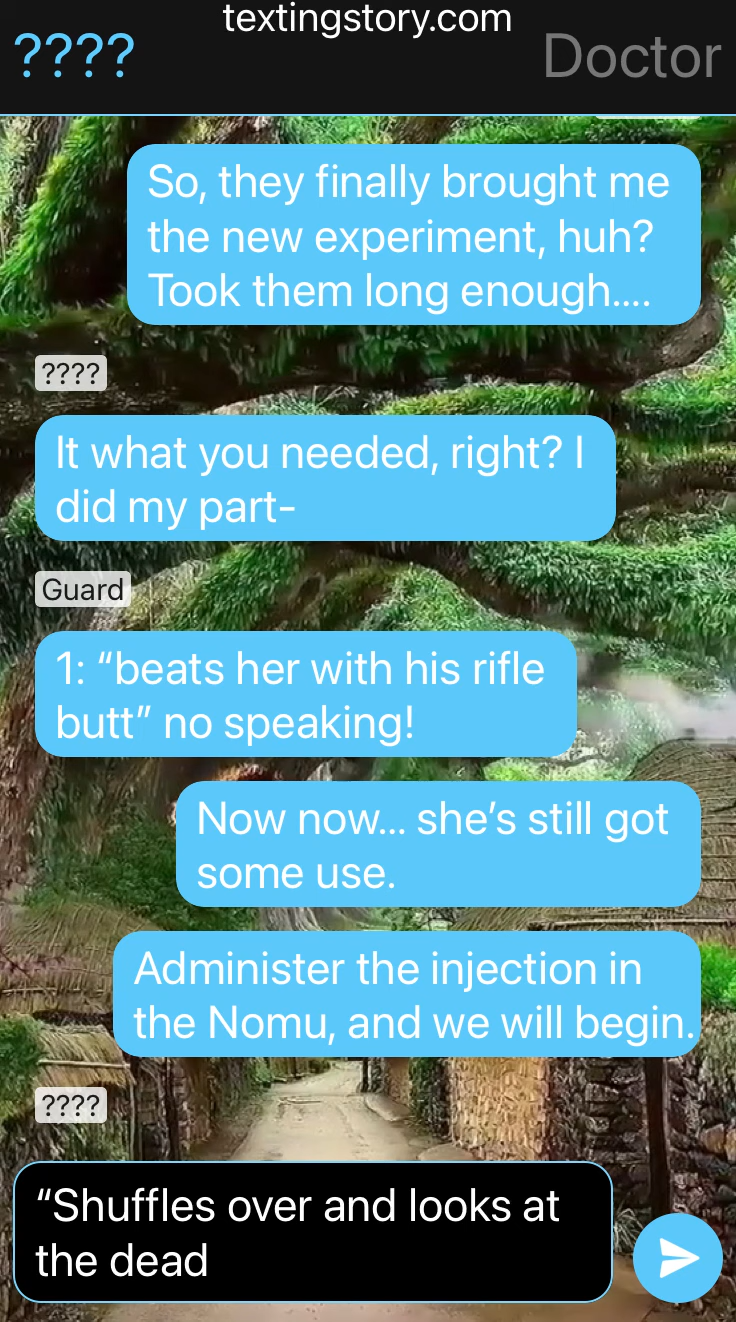 textingstory.com
????
Doctor
So, they finally brought me
the new experiment, huh?
Took them long enough....
????
It what you needed, right? I
did my part-
Guard
1: “beats her with his rifle
butt” no speaking!
Now now... she’s still got
some use.
Administer the injection in
the Nomu, and we will begin.
????
“Shuffles over and looks at
the dead